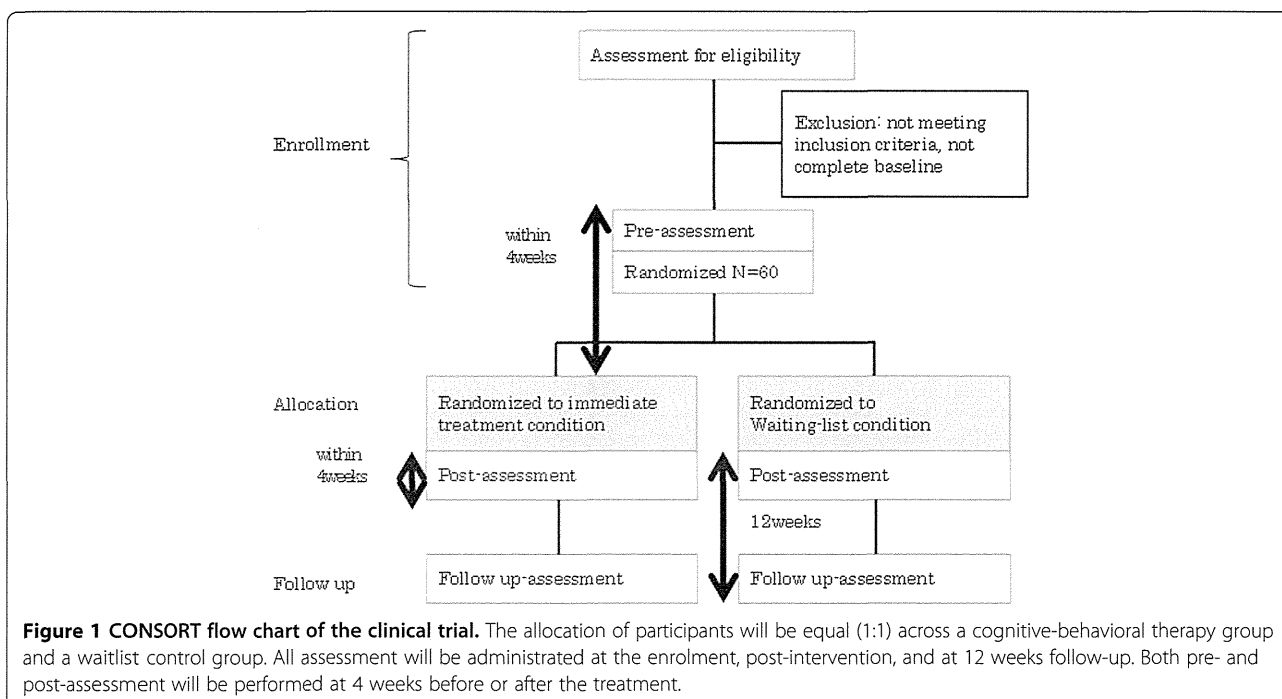 Assessment for eligibility
Enrollment
Exclusion: not meeting
inclusion criteria, not
complete baseline
within
4weeks
Pre-assessment
Randomized N=60
Allocation
Randomized to immediate
treatment condition
Randomized to
Waiting-list condition
within
4weeks
Post-assessment
Post-assessment
12weeks
Follow up
Follow up-assessment
Follow up-assessment
Figure 1 CONSORT flow chart of the clinical trial. The allocation of participants will be equal (1:1) across a cognitive-behavioral therapy group
and a waitlist control group. All assessment will be administrated at the enrolment, post-intervention, and at 12 weeks follow-up. Both pre- and
post-assessment will be performed at 4 weeks before or after the treatment.